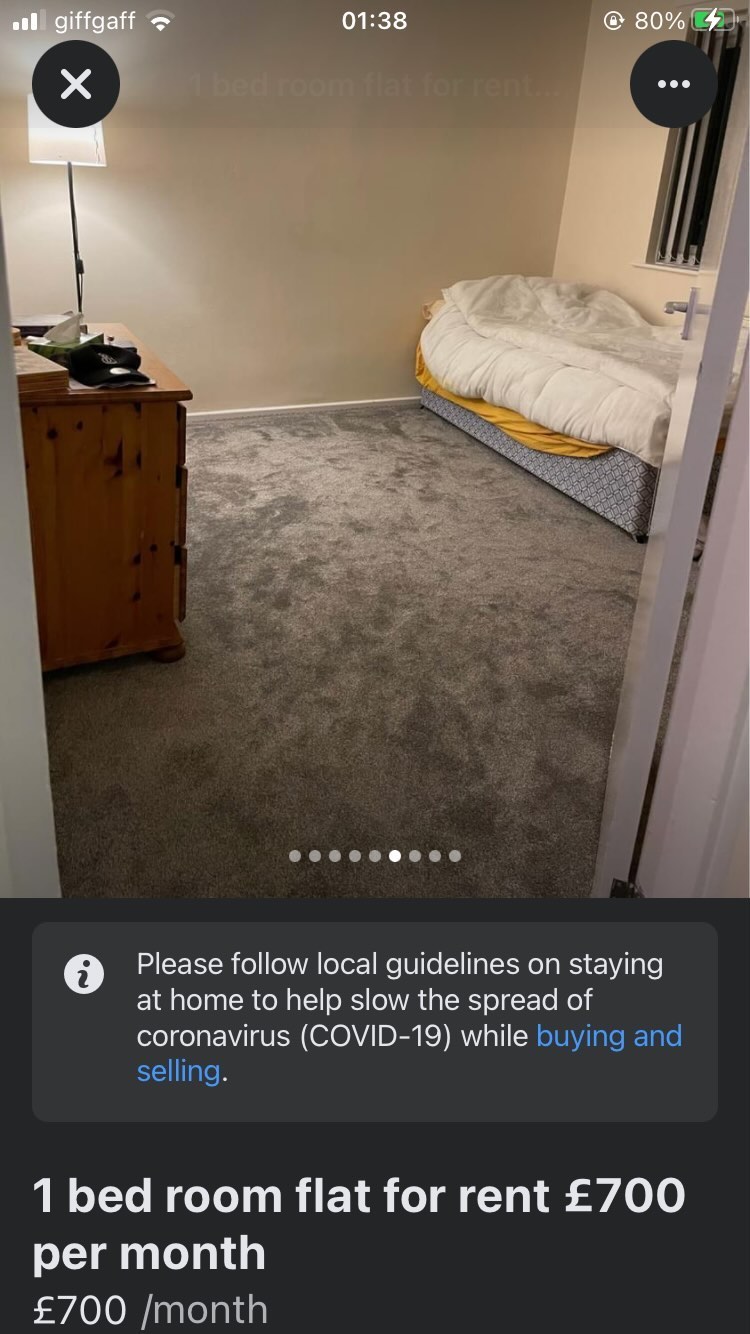 giffgaff 01:38 80%
1 bed room flat for rent...
Please follow local guidelines on staying
at home to help slow the spread of
coronavirus (COVID-19) while buying and
selling.
1 bed room flat for rent £700
per month
£700 /month